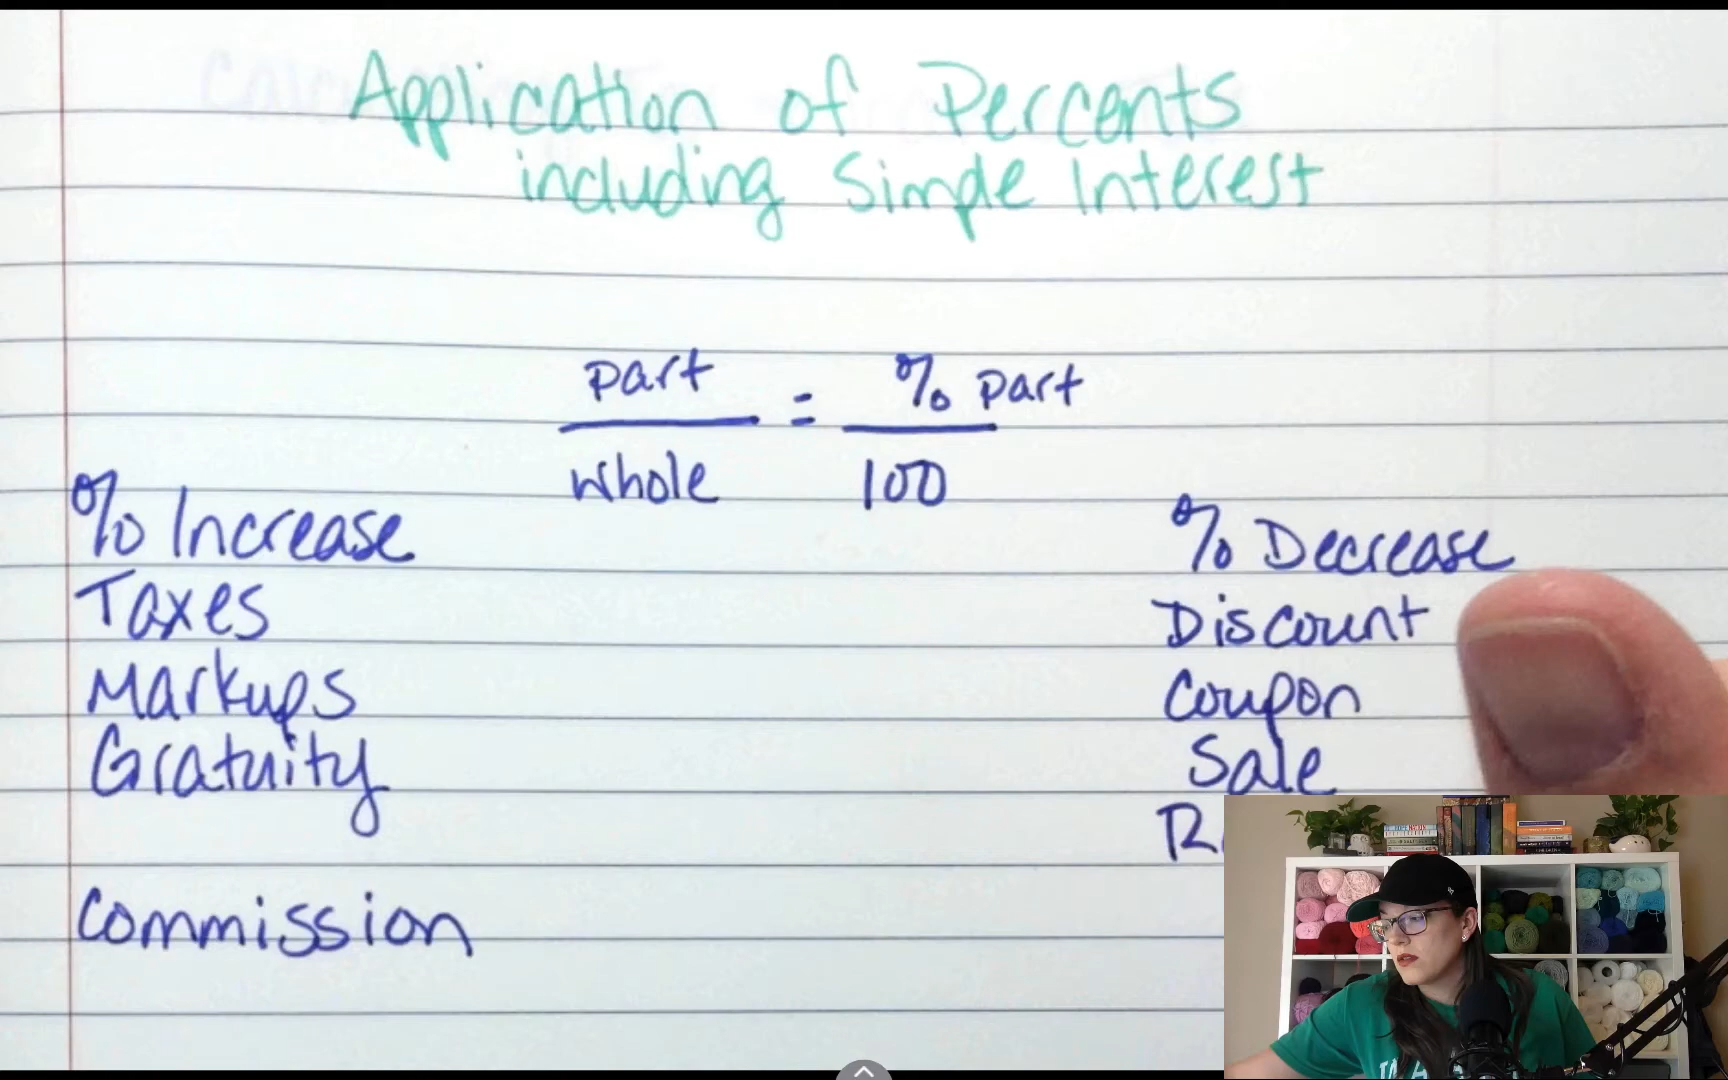 Application of Percents
including Simple Interest
part = % part
whole 100
% Increase
Taxes
Markups
Gratuity
Commission
% Decrease
Discount
Coupon
Sale